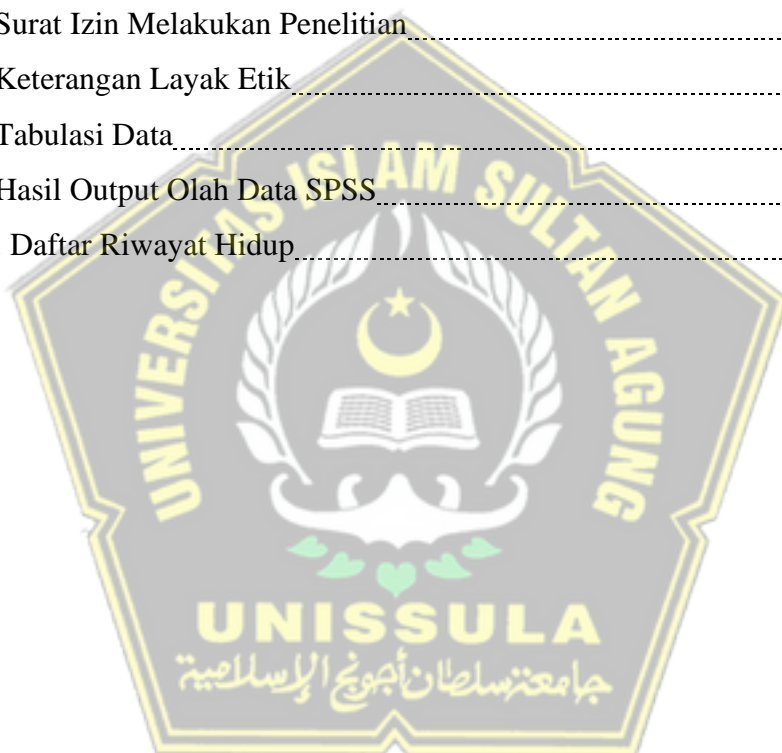 Surat Izin Melakukan Penelitian
Keterangan Layak Etik
Tabulasi Data
Hasil Output Olah Data SPSS
Daftar Riwayat Hidup
UNIVERSITAS ISLAM SULTAN AGUNG
UNISSULA
جامعة سلطان أجونج الإسلامية